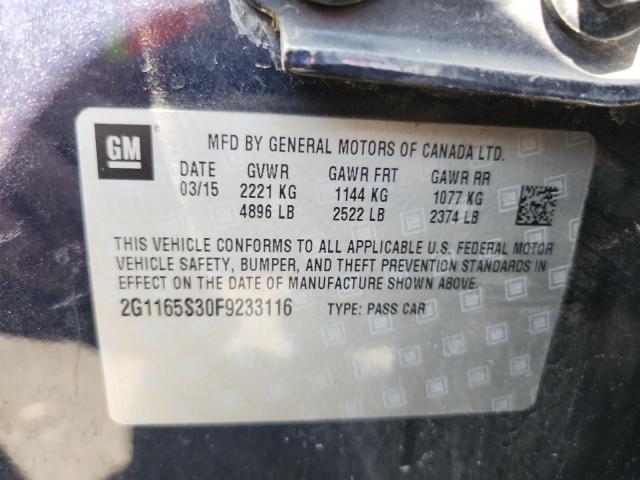 GM
MFD BY GENERAL MOTORS OF CANADA LTD.
DATE GVWR GAWR FRT GAWR RR
03/15 2221 KG 1144 KG 1077 KG
4896 LB 2522 LB 2374 LB
THIS VEHICLE CONFORMS TO ALL APPLICABLE U.S. FEDERAL MOTOR
VEHICLE SAFETY, BUMPER, AND THEFT PREVENTION STANDARDS IN
EFFECT ON THE DATE OF MANUFACTURE SHOWN ABOVE.
2G1165S30F9233116 TYPE: PASS CAR